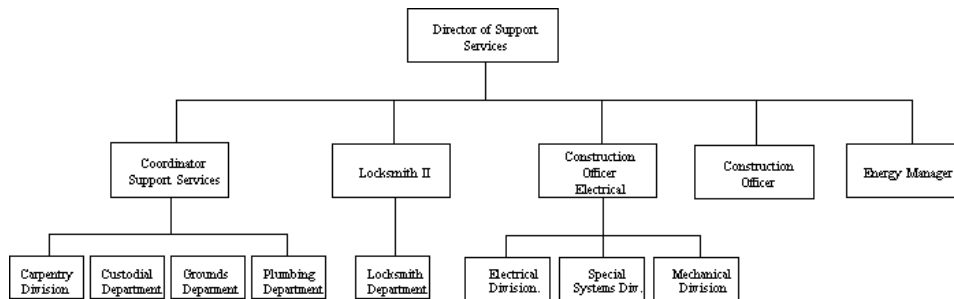 Director of Support
Services
Coordinator
Support Services
Locksmith II
Construction
Officer
Electrical
Construction
Officer
Energy Manager
Carpentry
Division
Custodial
Department
Grounds
Deparment
Plumbing
Department
Locksmith
Department
Electrical
Division.
Special
Systems Div.
Mechanical
Division